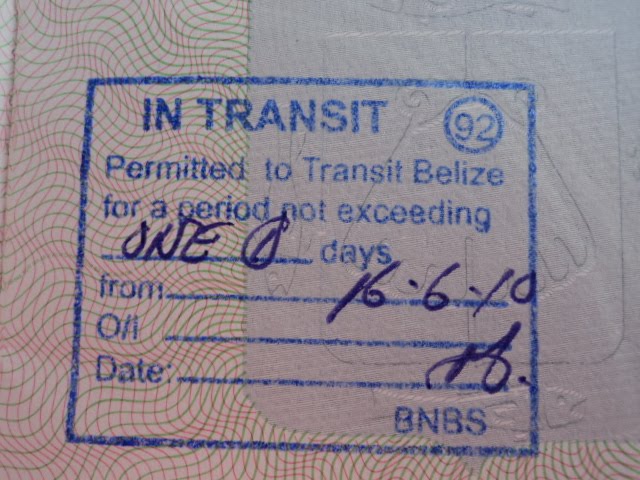 IN TRANSIT 92
Permitted to Transit Belize
for a period not exceeding
ONE days
from 16-6-10
O/I
Date:
BNBS